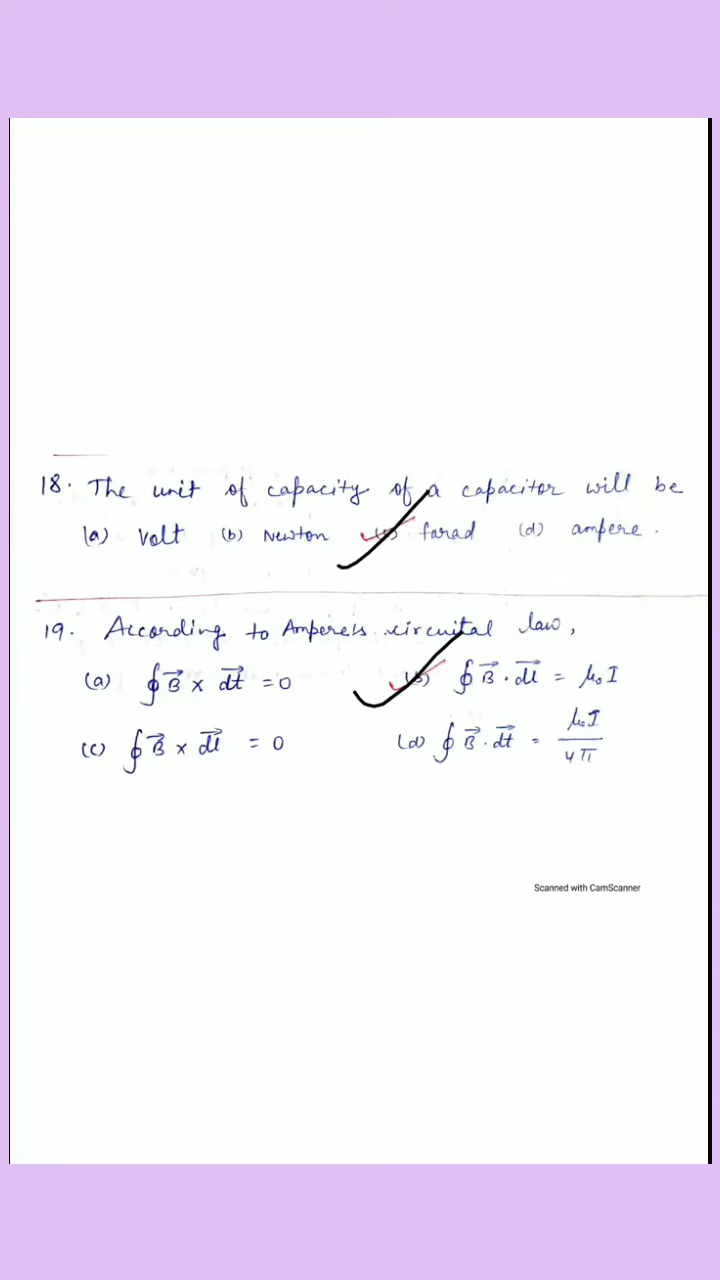 18. The unit of capacity of a capacitor will be
(a) Volt (b) Newton (c) farad (d) ampere.
19. According to Ampere's circuital law,
(a) ∮B⃗ × dt⃗ = 0 (b) ∮B⃗ · dl⃗ = μ₀I
(c) ∮B⃗ × dl⃗ = 0 (d) ∮B⃗ · dt⃗ = μ₀I/4π
Scanned with CamScanner